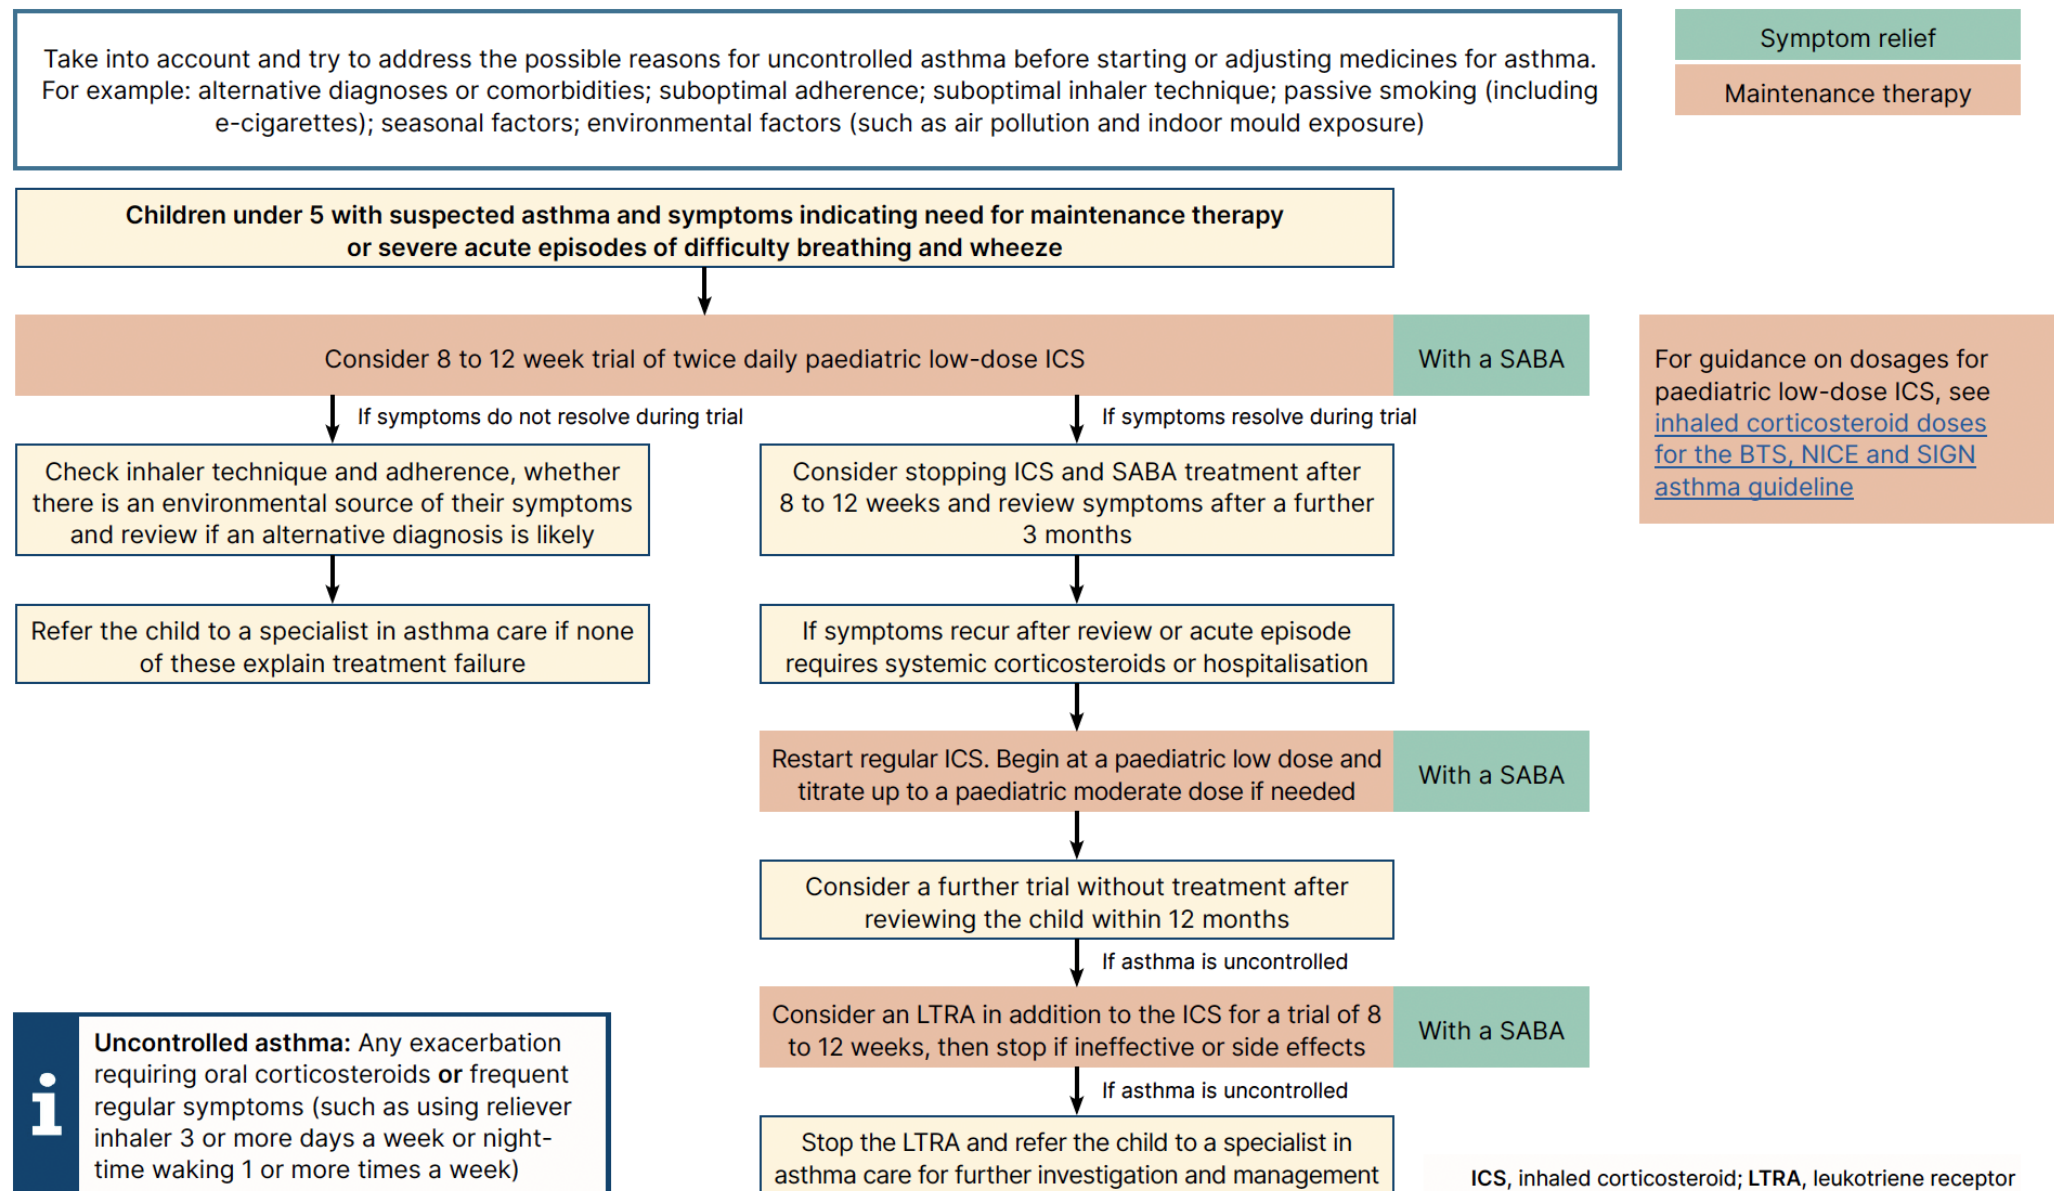 Take into account and try to address the possible reasons for uncontrolled asthma before starting or adjusting medicines for asthma.
For example: alternative diagnoses or comorbidities; suboptimal adherence; suboptimal inhaler technique; passive smoking (including
e-cigarettes); seasonal factors; environmental factors (such as air pollution and indoor mould exposure)
Symptom relief
Maintenance therapy
Children under 5 with suspected asthma and symptoms indicating need for maintenance therapy
or severe acute episodes of difficulty breathing and wheeze
Consider 8 to 12 week trial of twice daily paediatric low-dose ICS
With a SABA
For guidance on dosages for
paediatric low-dose ICS, see
inhaled corticosteroid doses
for the BTS, NICE and SIGN
asthma guideline
If symptoms do not resolve during trial
Check inhaler technique and adherence, whether
there is an environmental source of their symptoms
and review if an alternative diagnosis is likely
Refer the child to a specialist in asthma care if none
of these explain treatment failure
If symptoms resolve during trial
Consider stopping ICS and SABA treatment after
8 to 12 weeks and review symptoms after a further
3 months
If symptoms recur after review or acute episode
requires systemic corticosteroids or hospitalisation
Restart regular ICS. Begin at a paediatric low dose and
titrate up to a paediatric moderate dose if needed
With a SABA
Consider a further trial without treatment after
reviewing the child within 12 months
If asthma is uncontrolled
Consider an LTRA in addition to the ICS for a trial of 8
to 12 weeks, then stop if ineffective or side effects
With a SABA
If asthma is uncontrolled
Stop the LTRA and refer the child to a specialist in
asthma care for further investigation and management
i
Uncontrolled asthma: Any exacerbation
requiring oral corticosteroids or frequent
regular symptoms (such as using reliever
inhaler 3 or more days a week or night-
time waking 1 or more times a week)
ICS, inhaled corticosteroid; LTRA, leukotriene receptor